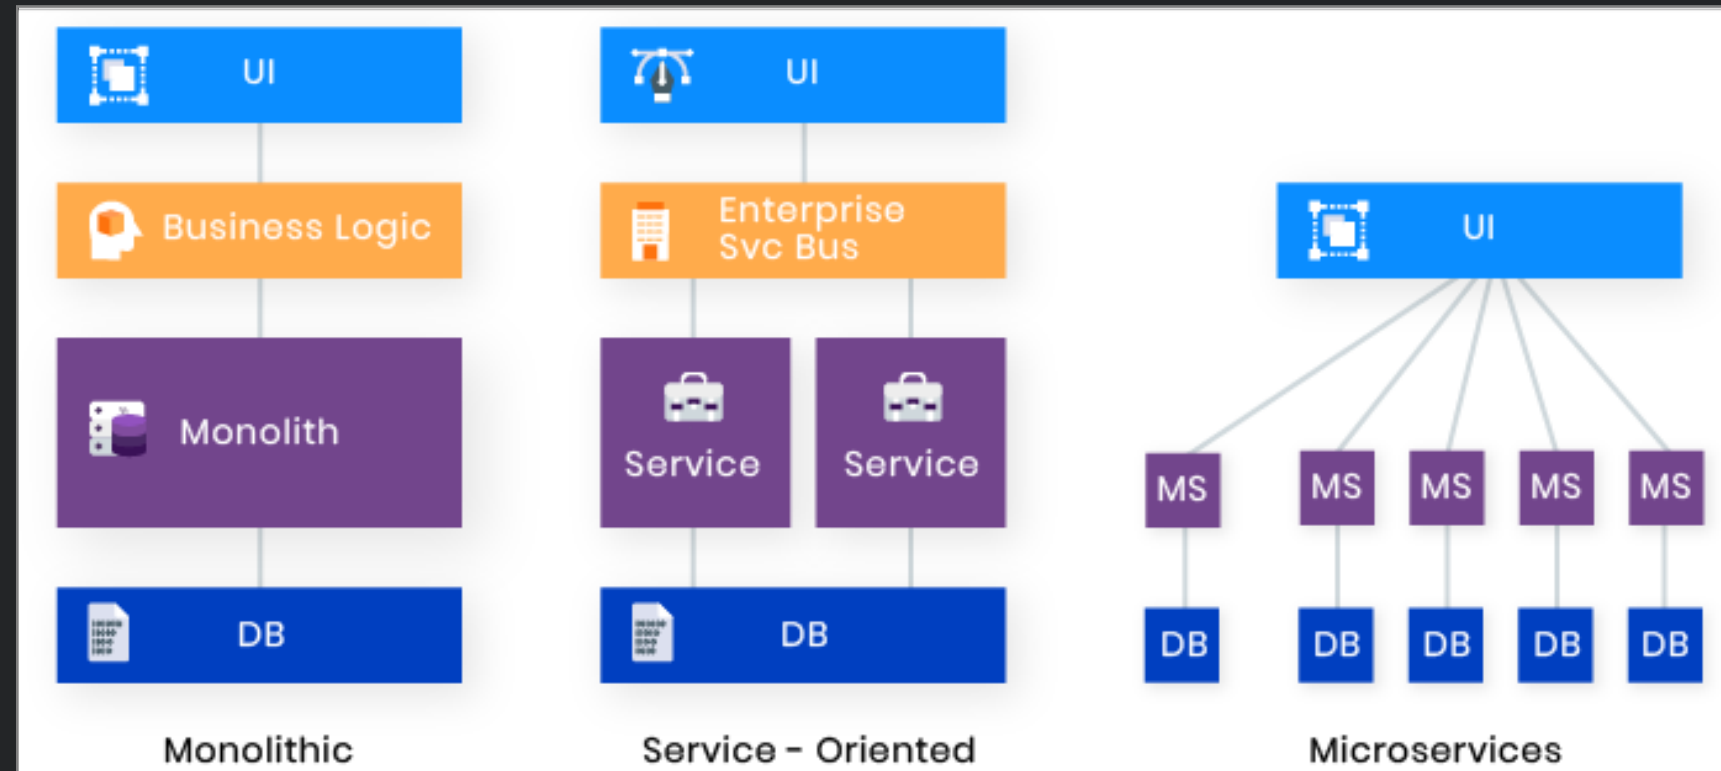 UI
Business Logic
Monolith
DB
Monolithic
UI
Enterprise
Svc Bus
Service
Service
DB
Service - Oriented
UI
MS
MS
MS
MS
MS
DB
DB
DB
DB
DB
Microservices